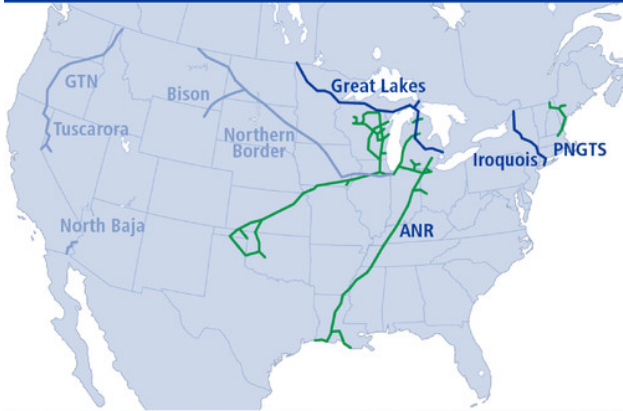 GTN
Great Lakes
Bison
Tuscarora
Northern
Border
Iroquois
PNGTS
North Baja
ANR